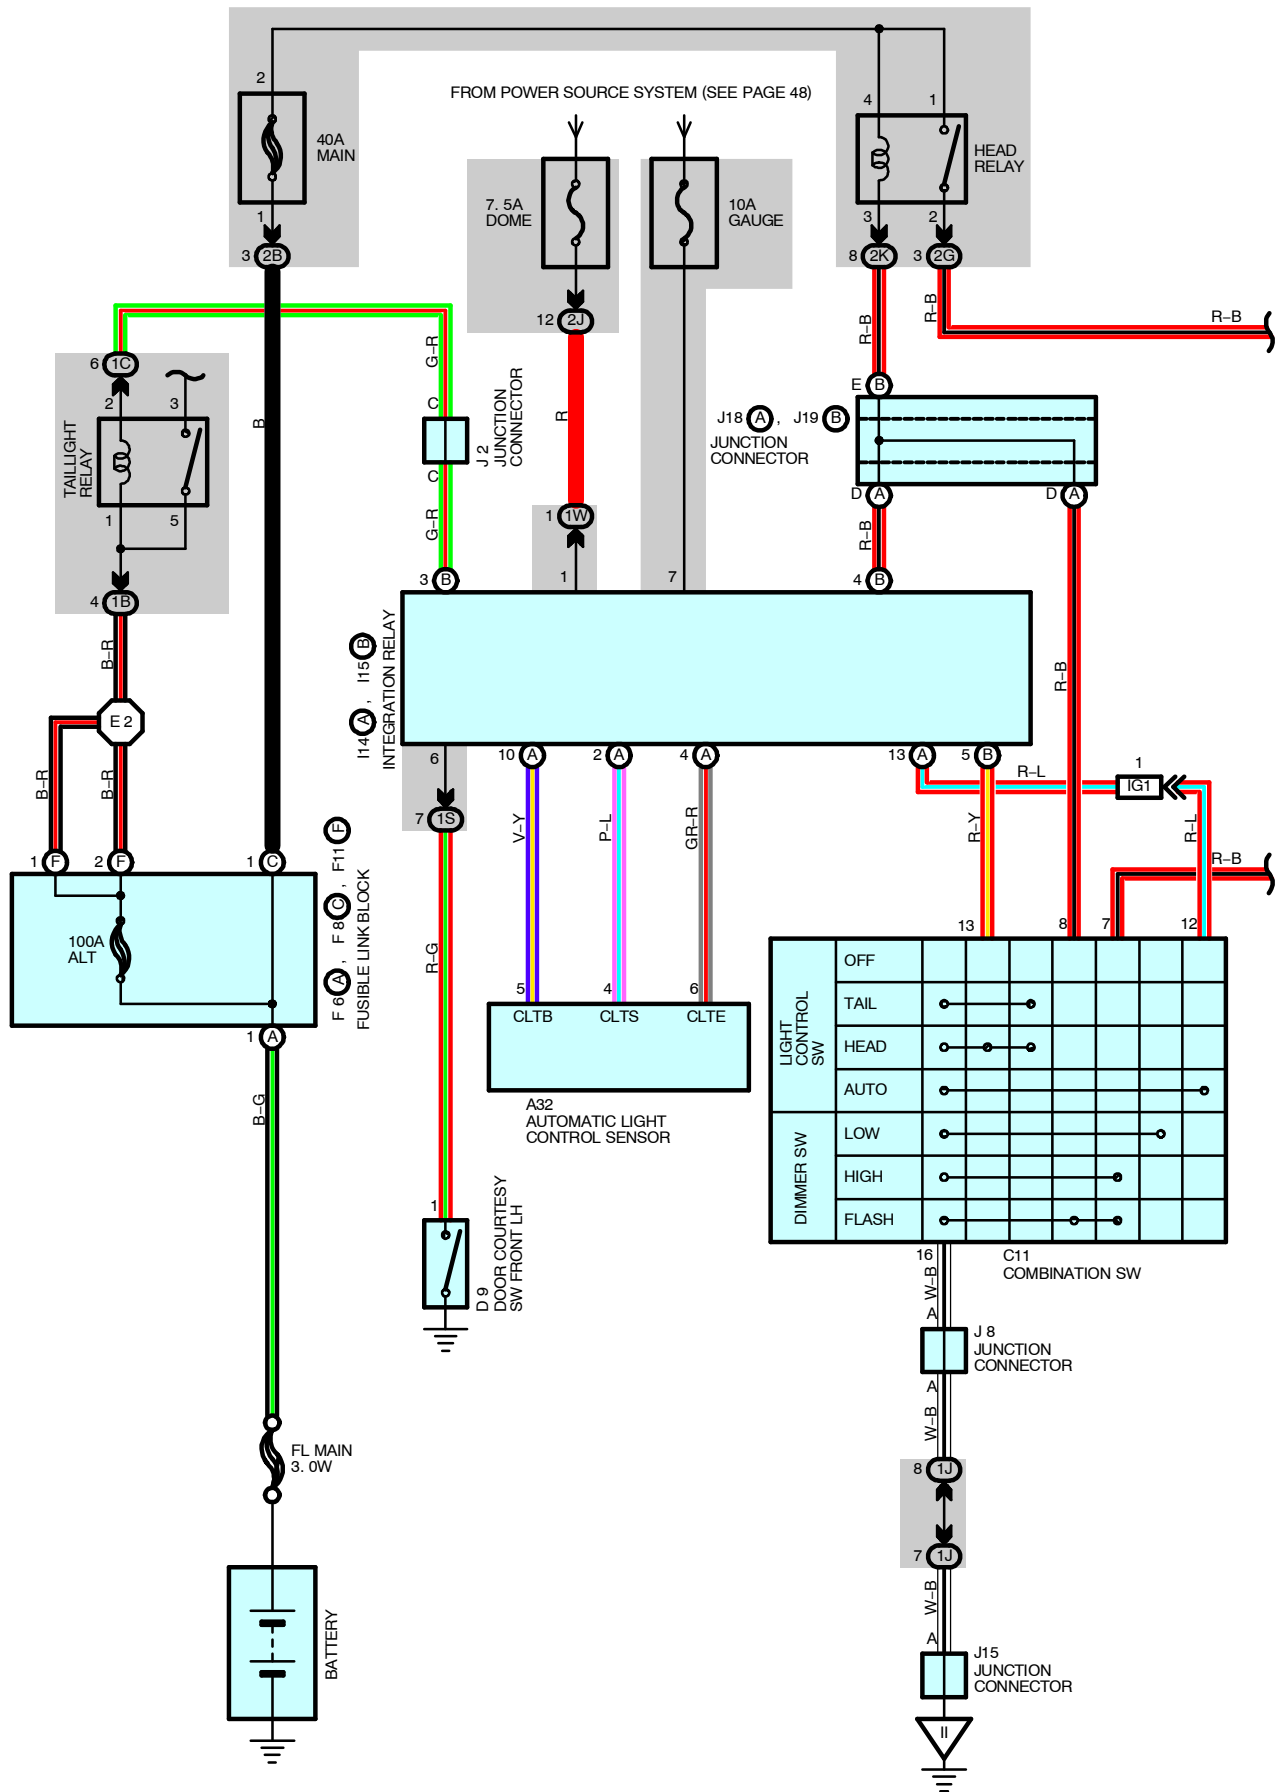 FROM POWER SOURCE SYSTEM (SEE PAGE 48)
2
40A
MAIN
1
3 2B
7. 5A
DOME
12 2J
10A
GAUGE
4 1
HEAD
RELAY
3 2
8 2K 3 2G
R–B
R–B
R–B
6 1C
2 3
TAILLIGHT
RELAY
1 5
4 1B
B
G–R
C
J 2
JUNCTION
CONNECTOR
C
G–R
3 B
R
1 1W
1
7
E B
J18 A , J19 B
JUNCTION
CONNECTOR
D A D A
R–B
4 B
R–B
I14 A , I15 B
INTEGRATION RELAY
B–R
E 2
B–R
B–R
1 F 2 F 1 C
100A
ALT
F 6 A , F 8 C , F11 F
FUSIBLE LINK BLOCK
1 A
B–G
6
7 1S
R–G
10 A 2 A 4 A 13 A 5 B
V–Y
P–L
GR–R
R–Y
R–L
1
IG1
R–L
R–B
5 4 6
CLTB CLTS CLTE
A32
AUTOMATIC LIGHT
CONTROL SENSOR
13 8 7 12
LIGHT
CONTROL
SW
OFF
TAIL
HEAD
AUTO
DIMMER SW
LOW
HIGH
FLASH
16
C11
COMBINATION SW
1
D 9
DOOR COURTESY
SW FRONT LH
W–B
A
J 8
JUNCTION
CONNECTOR
A
W–B
8 1J
7 1J
W–B
A
J15
JUNCTION
CONNECTOR
II
FL MAIN
3. 0W
BATTERY